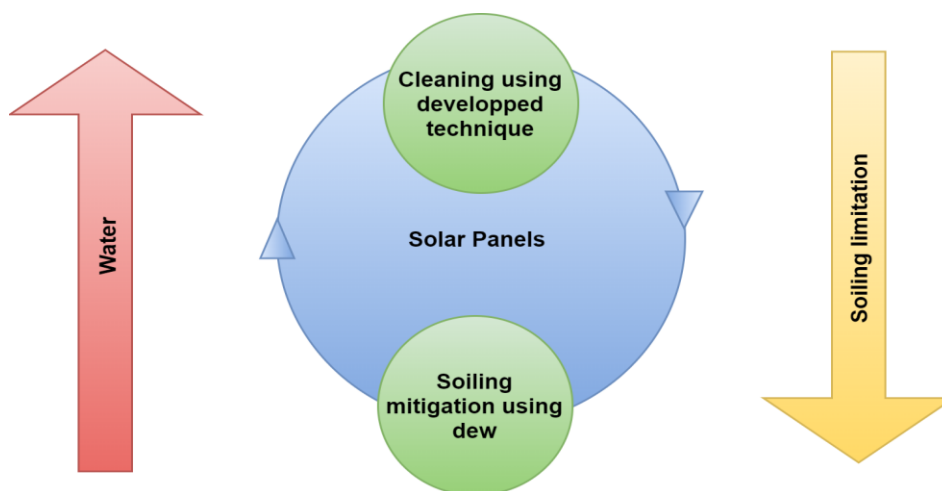 Cleaning using
developped
technique
Water
Solar Panels
Soiling limitation
Soiling
mitigation using
dew